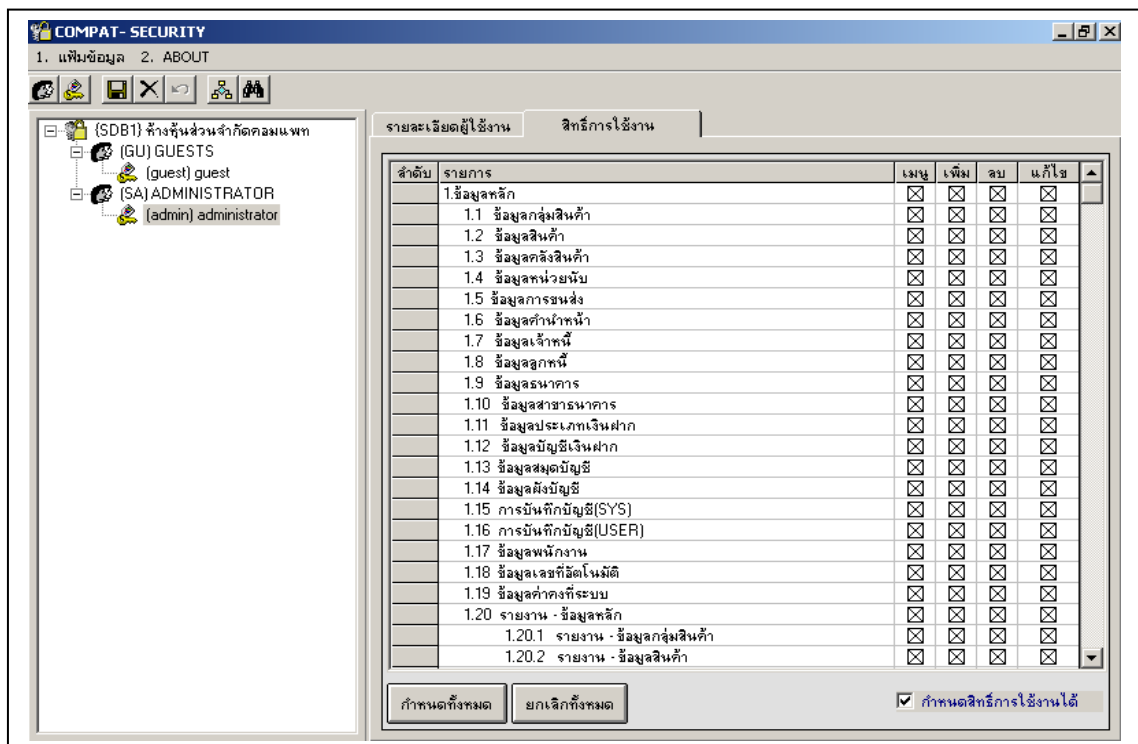 COMPAT- SECURITY
1. แฟ้มข้อมูล 2. ABOUT
{SDB1} ห้างหุ้นส่วนจำกัดคอมแพท
(GU) GUESTS
(guest) guest
(SA) ADMINISTRATOR
(admin) administrator
รายละเอียดผู้ใช้งาน สิทธิ์การใช้งาน
ลำดับ รายการ เมนู เพิ่ม ลบ แก้ไข
1.ข้อมูลหลัก
1.1 ข้อมูลกลุ่มสินค้า
1.2 ข้อมูลสินค้า
1.3 ข้อมูลคลังสินค้า
1.4 ข้อมูลหน่วยนับ
1.5 ข้อมูลการขนส่ง
1.6 ข้อมูลคำนำหน้า
1.7 ข้อมูลเจ้าหนี้
1.8 ข้อมูลลูกหนี้
1.9 ข้อมูลธนาคาร
1.10 ข้อมูลสาขาธนาคาร
1.11 ข้อมูลประเภทเงินฝาก
1.12 ข้อมูลบัญชีเงินฝาก
1.13 ข้อมูลสมุดบัญชี
1.14 ข้อมูลผังบัญชี
1.15 การบันทึกบัญชี(SYS)
1.16 การบันทึกบัญชี(USER)
1.17 ข้อมูลพนักงาน
1.18 ข้อมูลเลขที่อัตโนมัติ
1.19 ข้อมูลค่าคงที่ระบบ
1.20 รายงาน - ข้อมูลหลัก
1.20.1 รายงาน - ข้อมูลกลุ่มสินค้า
1.20.2 รายงาน - ข้อมูลสินค้า
กำหนดทั้งหมด ยกเลิกทั้งหมด กำหนดสิทธิ์การใช้งานได้